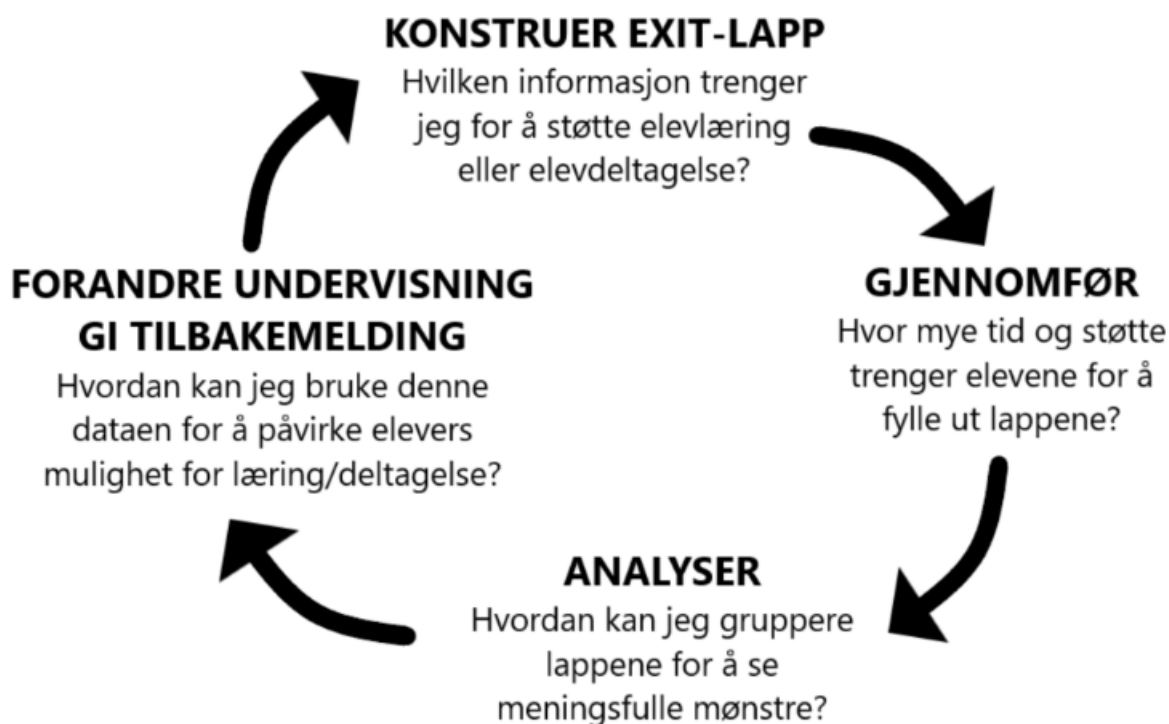 KONSTRUER EXIT-LAPP
Hvilken informasjon trenger
jeg for å støtte elevlæring
eller elevdeltagelse?
GJENNOMFØR
Hvor mye tid og støtte
trenger elevene for å
fylle ut lappene?
ANALYSER
Hvordan kan jeg gruppere
lappene for å se
meningsfulle mønstre?
FORANDRE UNDERVISNING
GI TILBAKEMELDING
Hvordan kan jeg bruke denne
dataen for å påvirke elevers
mulighet for læring/deltagelse?